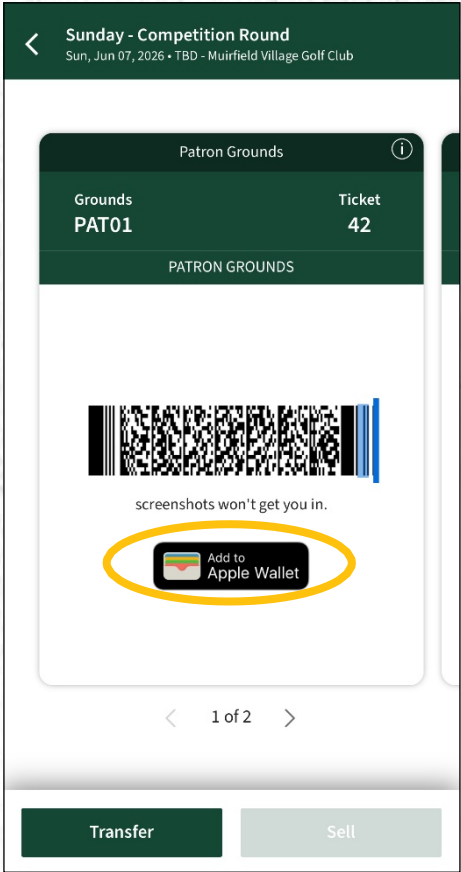 Sunday - Competition Round
Sun, Jun 07, 2026 • TBD - Muirfield Village Golf Club
Patron Grounds
Grounds
Ticket
PAT01
42
PATRON GROUNDS
screenshots won't get you in.
Add to
Apple Wallet
1 of 2
Transfer
Sell